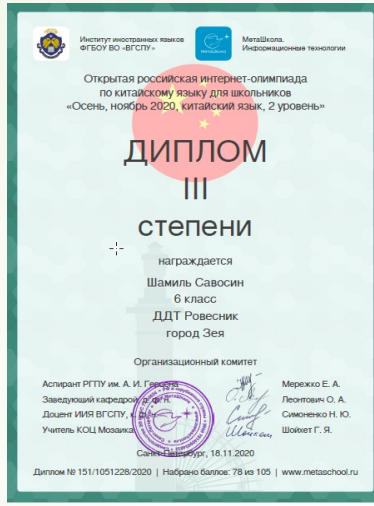 Институт иностранных языков
ФГБОУ ВО «ВГСПУ»
МетаШкола.
Информационные технологии
Открытая российская интернет-олимпиада
по китайскому языку для школьников
«Осень, ноябрь 2020, китайский язык, 2 уровень»
ДИПЛОМ
III
степени
награждается
Шамиль Савосин
6 класс
ДДТ Ровесник
город Зея
Организационный комитет
Аспирант РГПУ им. А. И. Герцена
Мережко Е. А.
Заведующий кафедрой, д. ф. н.
Леонтович О. А.
Доцент ИИЯ ВГСПУ, к. ф. н.
Симоненко Н. Ю.
Учитель КОЦ Мозаика
Шойхет Г. Я.
Санкт-Петербург, 18.11.2020
Диплом № 151/1051228/2020 | Набрано баллов: 78 из 105 | www.metaschool.ru